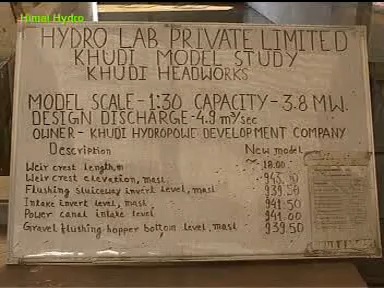 Himal Hydro
HYDRO LAB PRIVATE LIMITED
KHUDI MODEL STUDY
KHUDI HEADWORKS
MODEL SCALE-1:30 CAPACITY-3.8 MW.
DESIGN DISCHARGE-4.9 m³/sec
OWNER- KHUDI HYDROPOWE DEVELOPMENT COMPANY
Description New model
Weir crest length,m 18.00
Weir crest elevation, masl
Flushing sluiceway invert level, masl 939.50
Intake invert level, masl 941.50
Power canal intake level 941.00
Gravel flushing hopper bottom level, masl 939.50